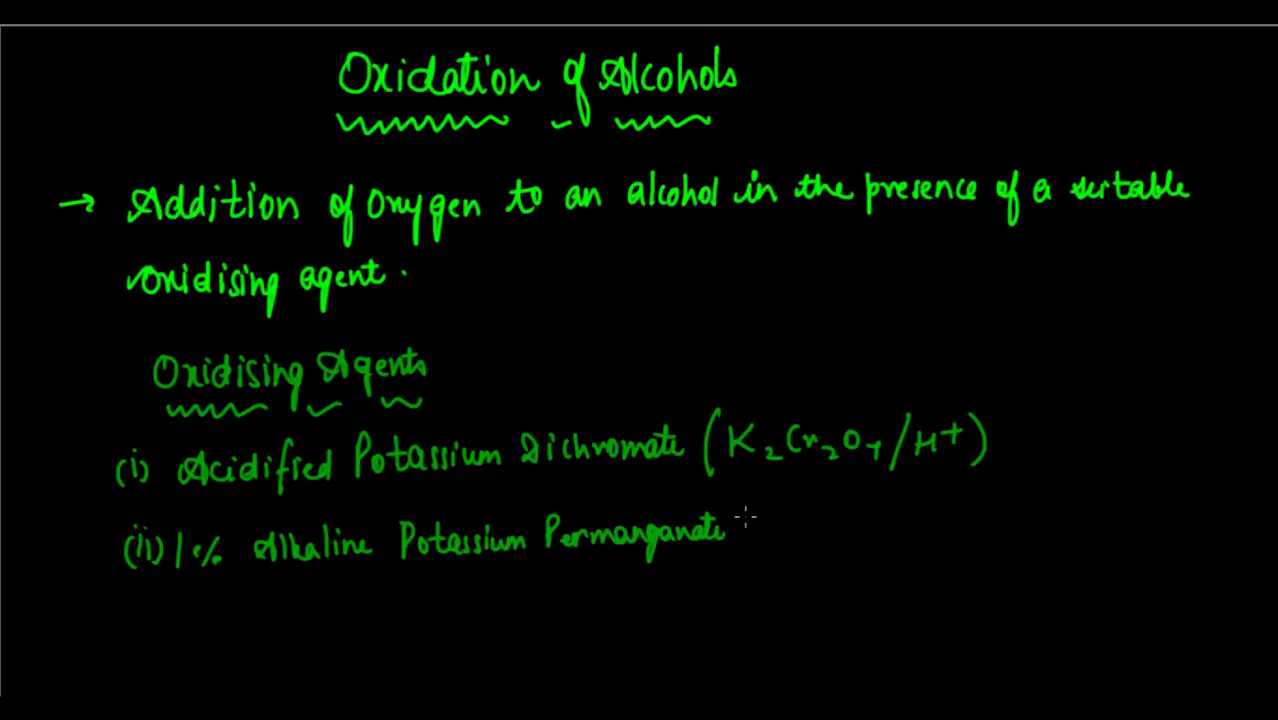 Oxidation of Alcohols
→ Addition of Oxygen to an alcohol in the presence of a suitable
Oxidising agent.
Oxidising Agents
(i) Acidified Potassium Dichromate (K₂Cr₂O₇/H⁺)
(ii) 1% Alkaline Potassium Permanganate